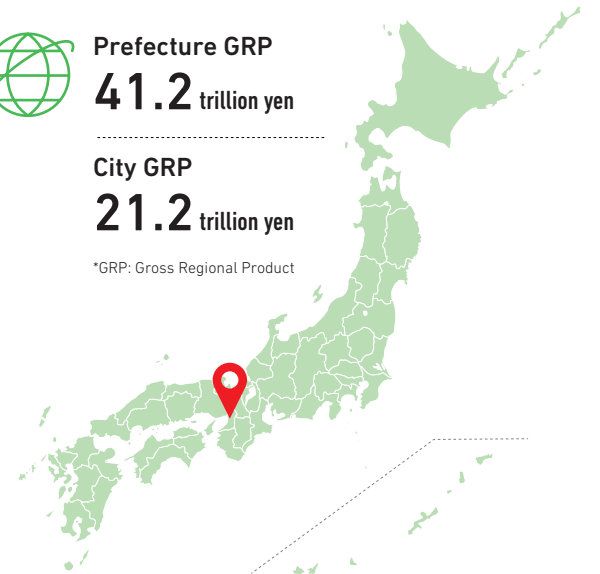 Prefecture GRP
41.2 trillion yen
City GRP
21.2 trillion yen
*GRP: Gross Regional Product